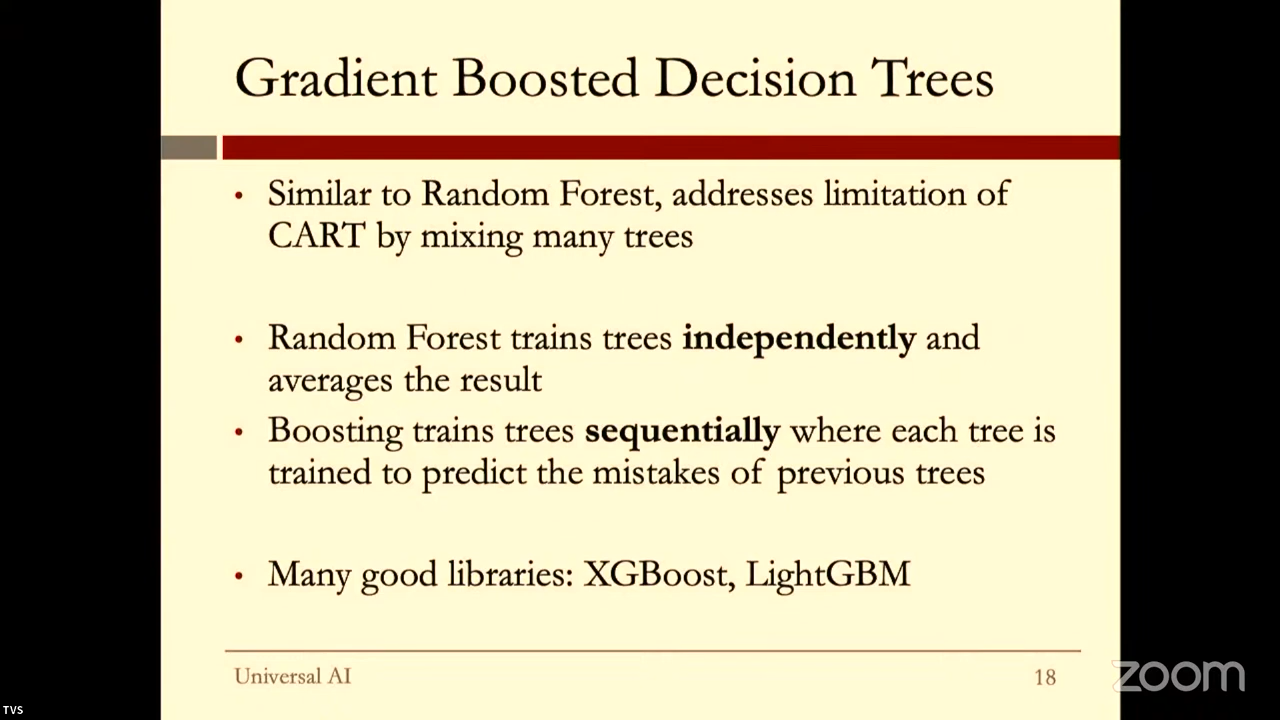 Gradient Boosted Decision Trees
• Similar to Random Forest, addresses limitation of
CART by mixing many trees
• Random Forest trains trees independently and
averages the result
• Boosting trains trees sequentially where each tree is
trained to predict the mistakes of previous trees
• Many good libraries: XGBoost, LightGBM
Universal AI
18
zoom
TVS